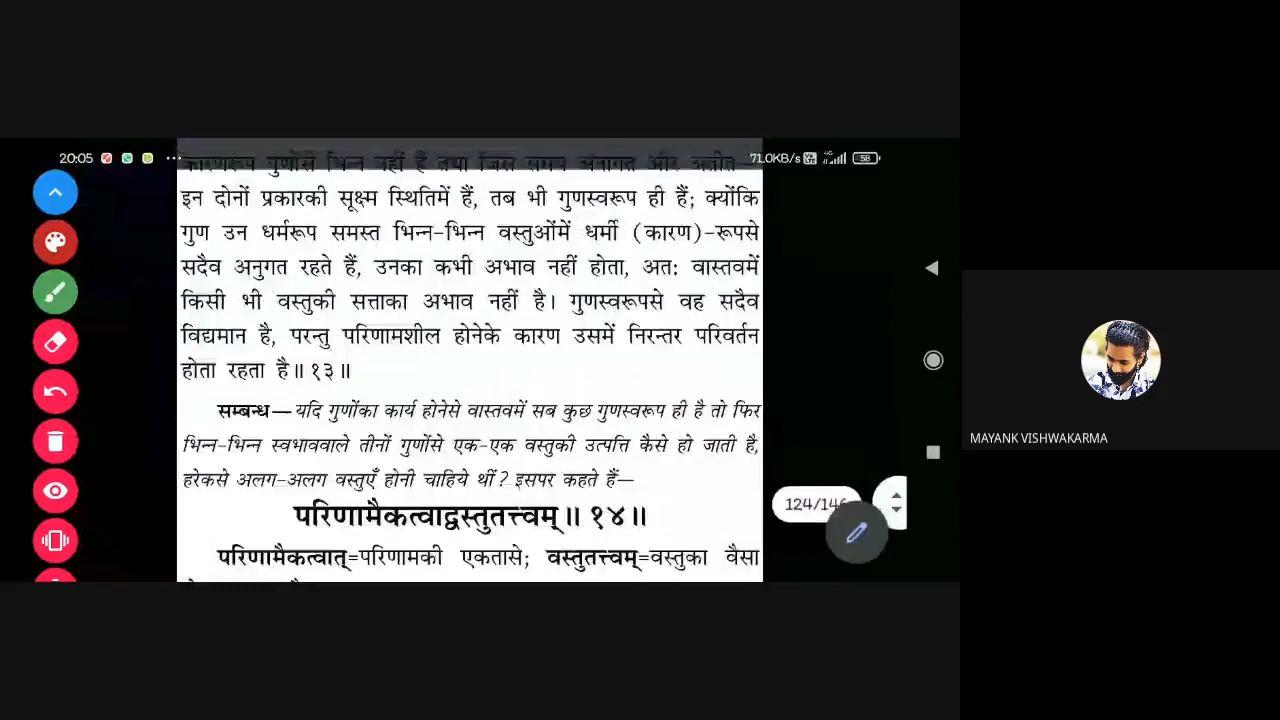 20:05
71.0KB/s
58
इन दोनों प्रकारकी सूक्ष्म स्थितिमें हैं, तब भी गुणस्वरूप ही हैं; क्योंकि
गुण उन धर्मरूप समस्त भिन्न-भिन्न वस्तुओंमें धर्मी (कारण)-रूपसे
सदैव अनुगत रहते हैं, उनका कभी अभाव नहीं होता, अत: वास्तवमें
किसी भी वस्तुकी सत्ताका अभाव नहीं है। गुणस्वरूपसे वह सदैव
विद्यमान है, परन्तु परिणामशील होनेके कारण उसमें निरन्तर परिवर्तन
होता रहता है॥ १३॥
सम्बन्ध—यदि गुणोंका कार्य होनेसे वास्तवमें सब कुछ गुणस्वरूप ही है तो फिर
भिन्न-भिन्न स्वभाववाले तीनों गुणोंसे एक-एक वस्तुकी उत्पत्ति कैसे हो जाती है,
हरेकसे अलग-अलग वस्तुएँ होनी चाहिये थीं? इसपर कहते हैं—
परिणामैकत्वाद्वस्तुतत्त्वम्॥ १४॥
परिणामैकत्वात्=परिणामकी एकतासे; वस्तुतत्त्वम्=वस्तुका वैसा
124/146
MAYANK VISHWAKARMA